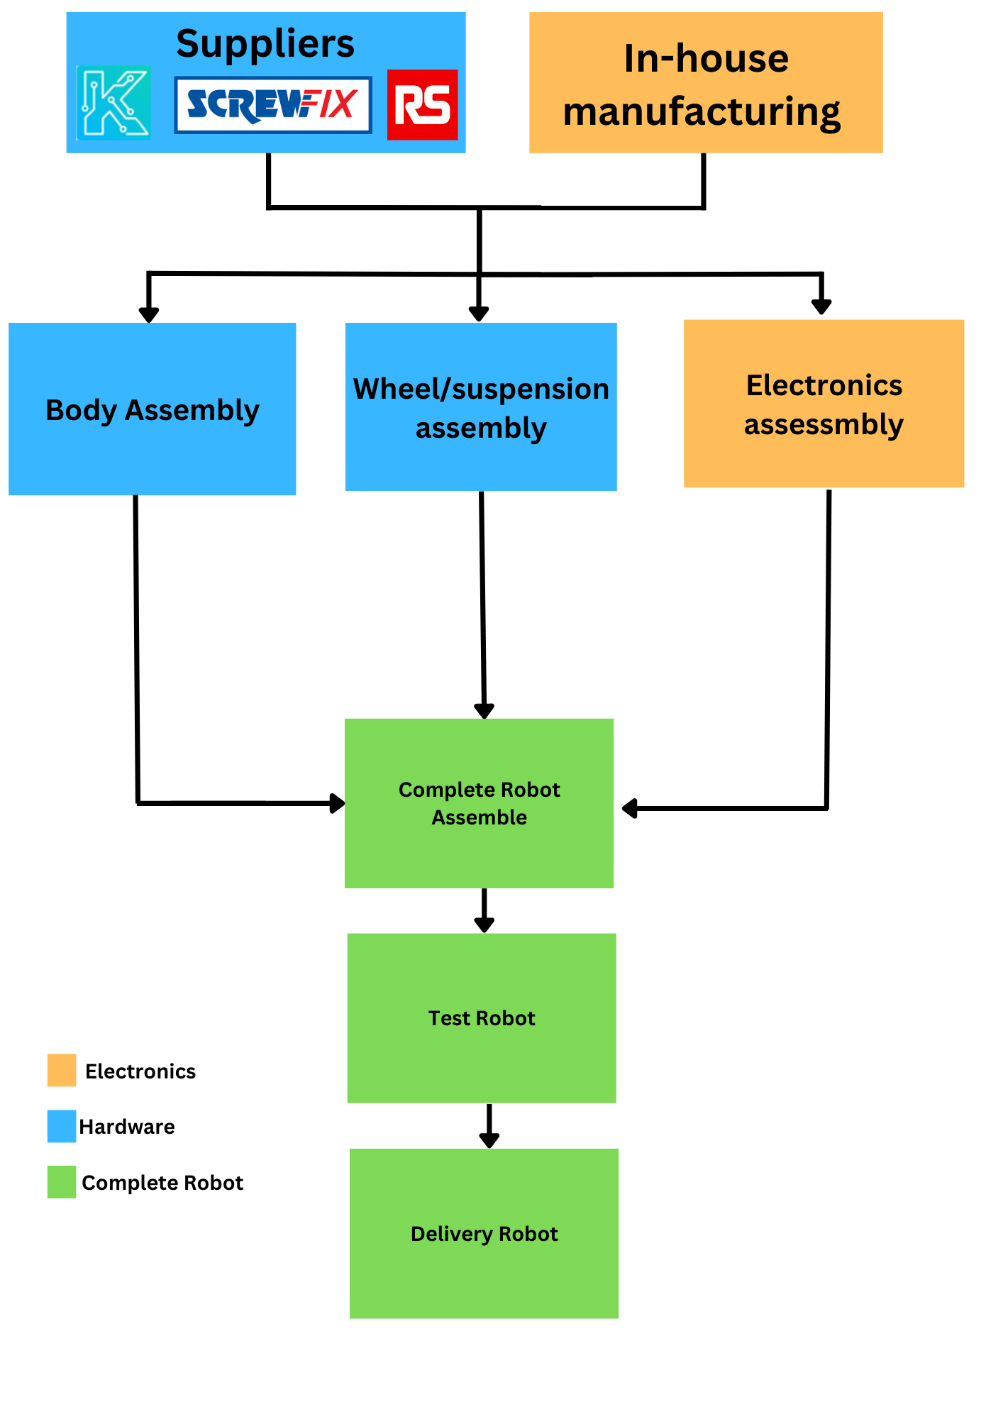 Suppliers
K
SCREWFIX
RS
In-house
manufacturing
Body Assembly
Wheel/suspension
assembly
Electronics
assessmbly
Complete Robot
Assemble
Test Robot
Electronics
Hardware
Complete Robot
Delivery Robot